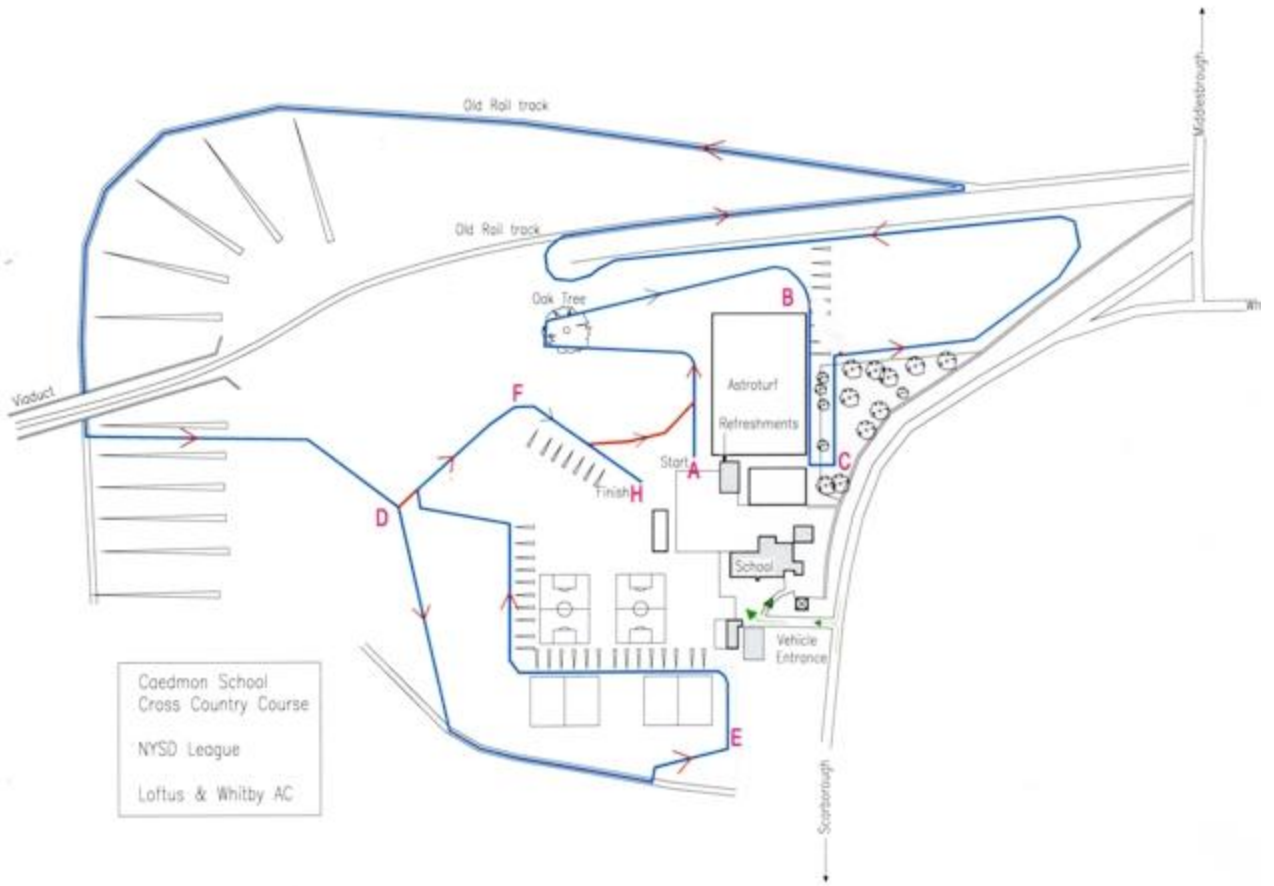 Old Rail track
Middlesbrough
Old Rail track
Oak Tree
B
Wh
Viaduct
F
Astroturf
Refreshments
Start
A
C
Finish
H
D
School
Vehicle
Entrance
Caedmon School
Cross Country Course
NYSD League
Loftus & Whitby AC
E
Scarborough